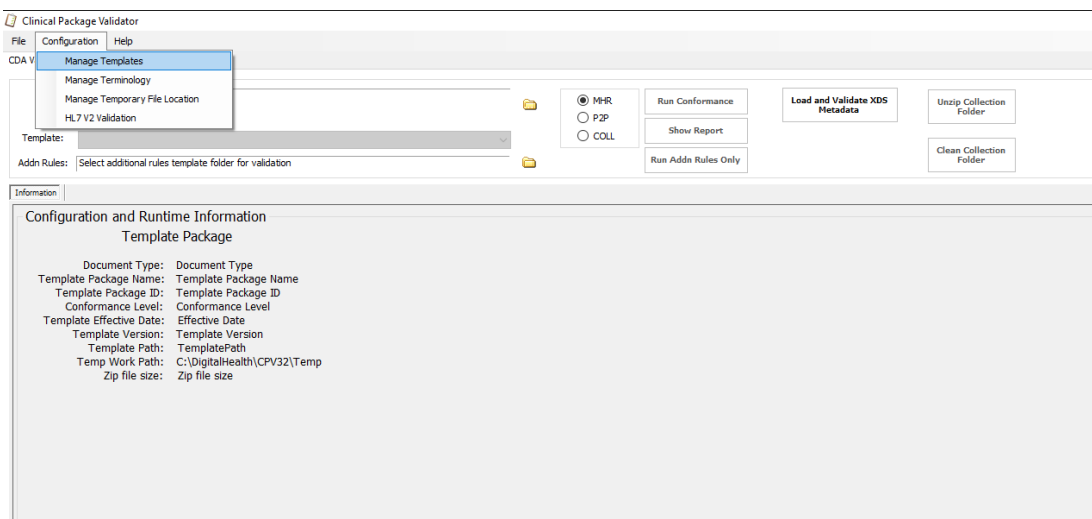 Clinical Package Validator
File Configuration Help
CDA V
Manage Templates
Manage Terminology
Manage Temporary File Location
HL7 V2 Validation
Template:
Addn Rules: Select additional rules template folder for validation
MHR
P2P
COLL
Run Conformance
Show Report
Run Addn Rules Only
Load and Validate XDS
Metadata
Unzip Collection
Folder
Clean Collection
Folder
Information
Configuration and Runtime Information
Template Package
Document Type: Document Type
Template Package Name: Template Package Name
Template Package ID: Template Package ID
Conformance Level: Conformance Level
Template Effective Date: Effective Date
Template Version: Template Version
Template Path: TemplatePath
Temp Work Path: C:\DigitalHealth\CPV32\Temp
Zip file size: Zip file size